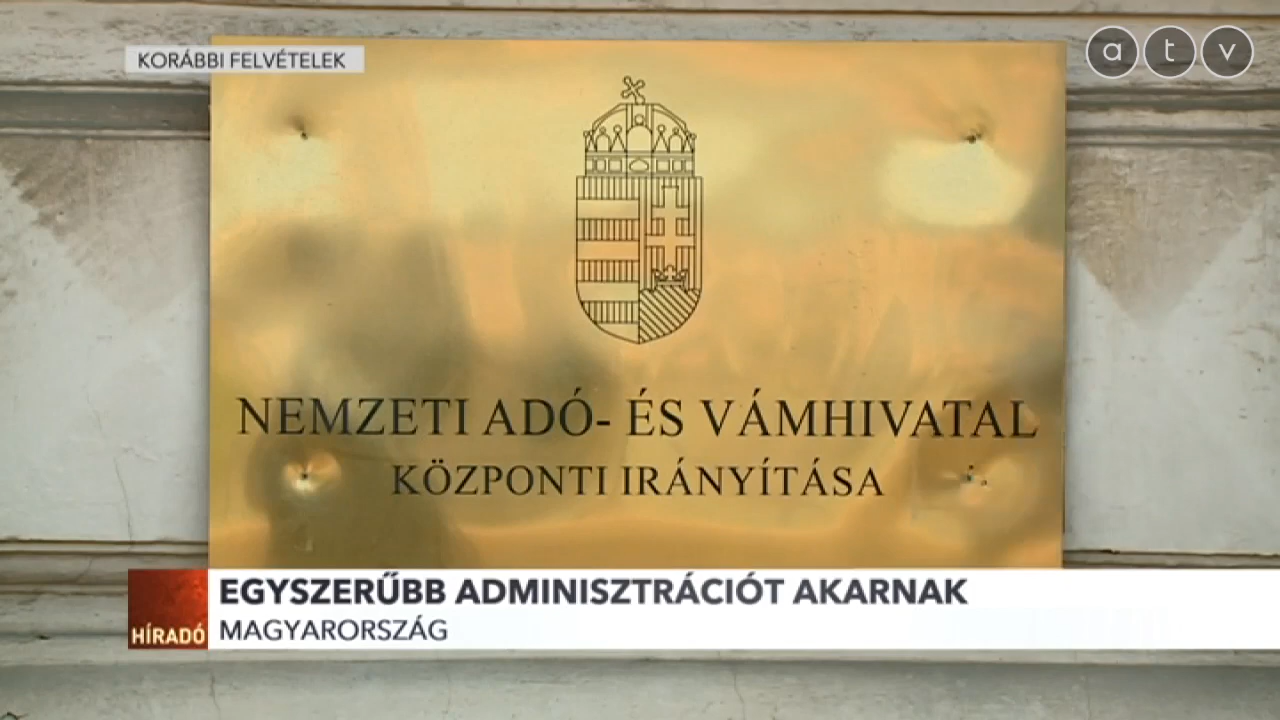 KORÁBBI FELVÉTELEK
atv
NEMZETI ADÓ- ÉS VÁMHIVATAL
KÖZPONTI IRÁNYÍTÁSA
EGYSZERŰBB ADMINISZTRÁCIÓT AKARNAK
HÍRADÓ
MAGYARORSZÁG